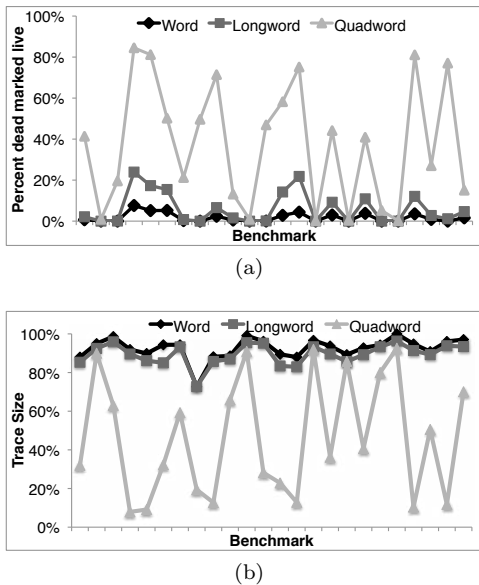 Word Longword Quadword
100%
80%
60%
40%
20%
0%
Percent dead marked live
Benchmark
(a)
Word Longword Quadword
100%
80%
60%
40%
20%
0%
Trace Size
Benchmark
(b)